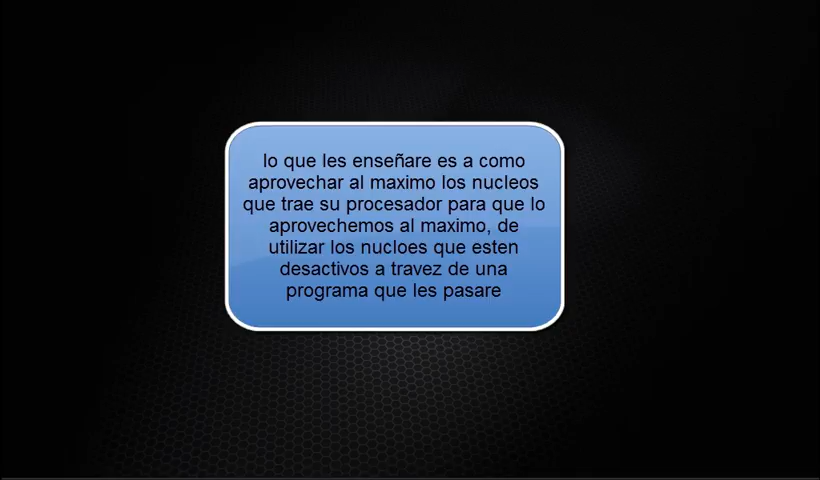 lo que les enseñare es a como
aprovechar al maximo los nucleos
que trae su procesador para que lo
aprovechemos al maximo, de
utilizar los nucloes que esten
desactivos a travez de una
programa que les pasare